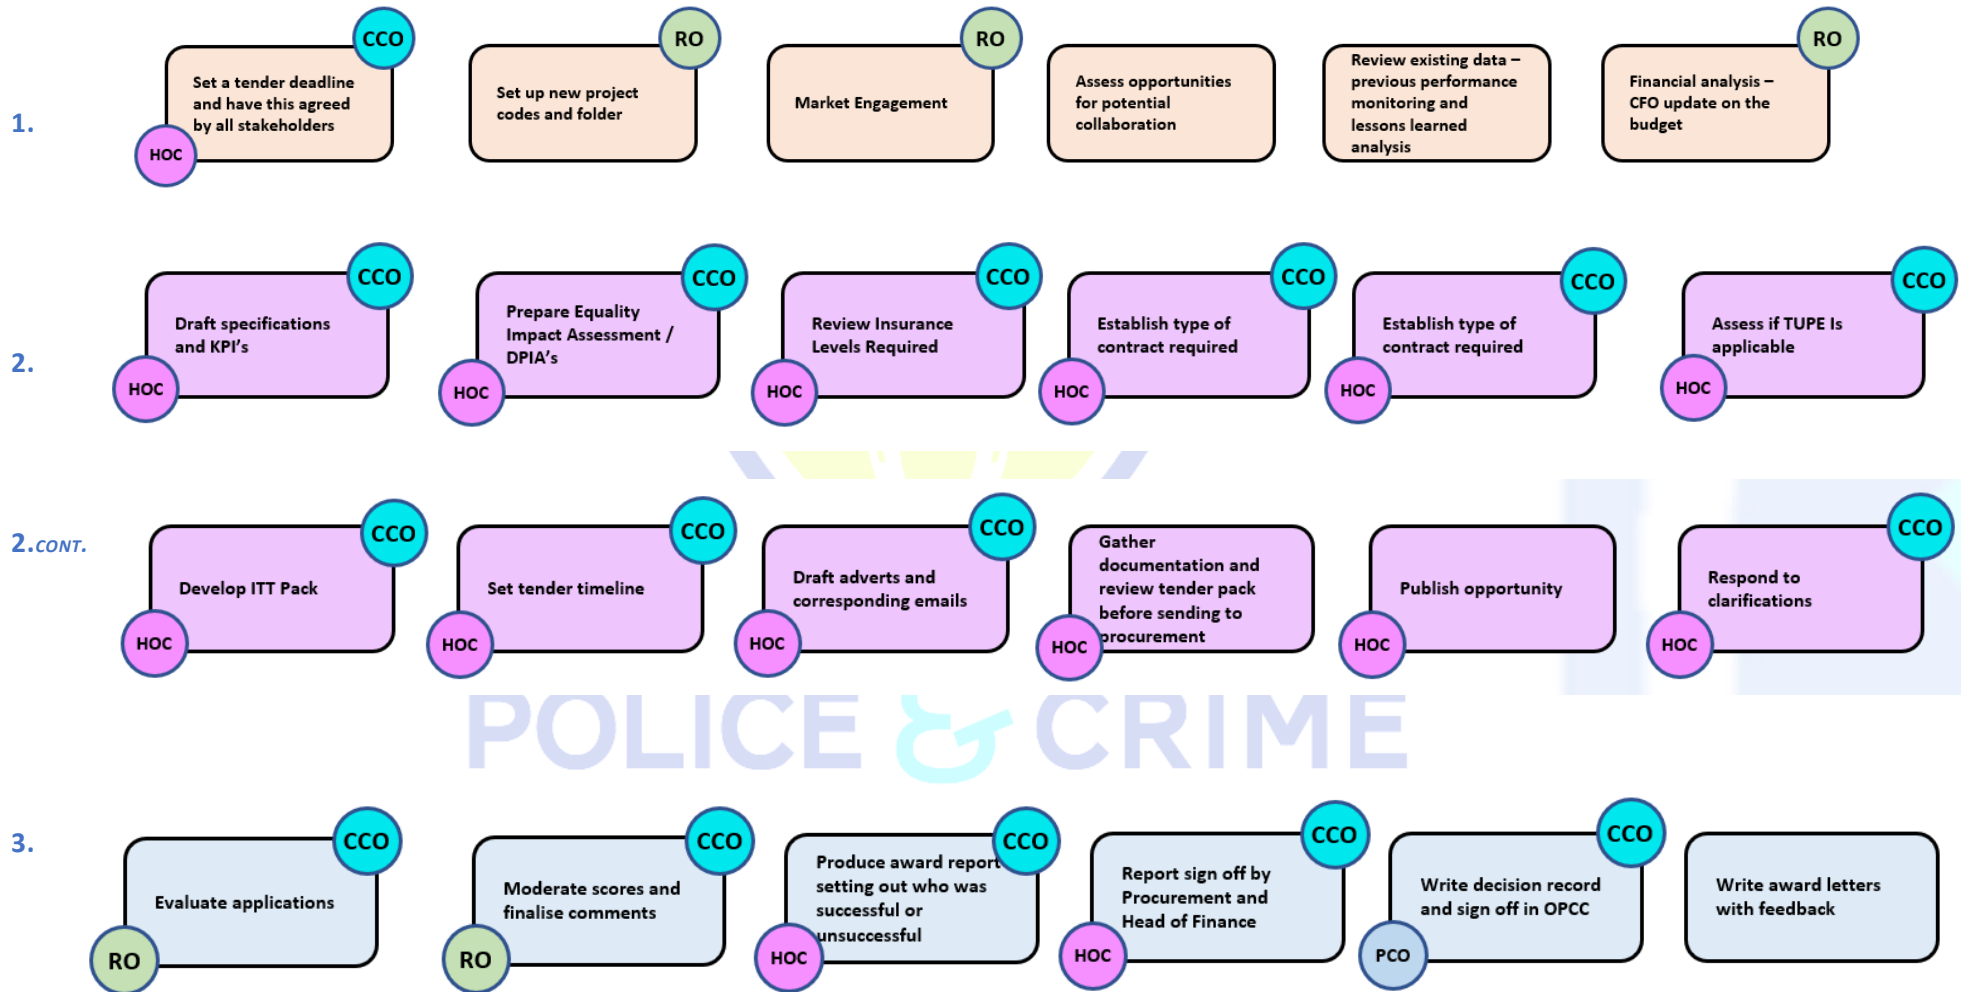 1.
CCO
Set a tender deadline
and have this agreed
by all stakeholders
HOC
RO
Set up new project
codes and folder
RO
Market Engagement
Assess opportunities
for potential
collaboration
Review existing data –
previous performance
monitoring and
lessons learned
analysis
RO
Financial analysis –
CFO update on the
budget
2.
CCO
Draft specifications
and KPI's
HOC
CCO
Prepare Equality
Impact Assessment /
DPIA's
HOC
CCO
Review Insurance
Levels Required
HOC
CCO
Establish type of
contract required
HOC
CCO
Establish type of
contract required
HOC
CCO
Assess if TUPE Is
applicable
HOC
2.CONT.
CCO
Develop ITT Pack
HOC
CCO
Set tender timeline
HOC
CCO
Draft adverts and
corresponding emails
HOC
Gather
documentation and
review tender pack
before sending to
procurement
HOC
Publish opportunity
HOC
CCO
Respond to
clarifications
HOC
POLICE & CRIME
3.
CCO
Evaluate applications
RO
CCO
Moderate scores and
finalise comments
RO
CCO
Produce award report
setting out who was
successful or
unsuccessful
HOC
CCO
Report sign off by
Procurement and
Head of Finance
HOC
CCO
Write decision record
and sign off in OPCC
PCO
Write award letters
with feedback